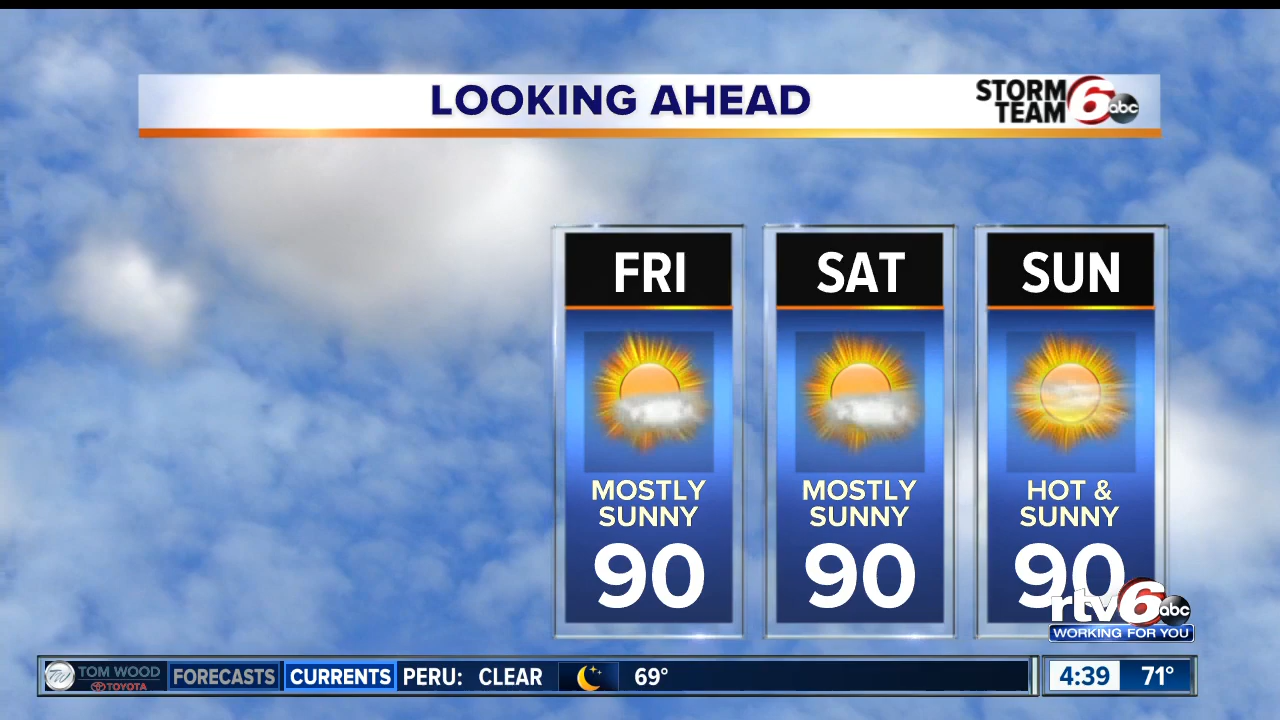 LOOKING AHEAD
STORM
TEAM 6 abc
FRI
MOSTLY
SUNNY
90
SAT
MOSTLY
SUNNY
90
SUN
HOT &
SUNNY
90
rtv6 abc
WORKING FOR YOU
TW TOM WOOD
TOYOTA
FORECASTS
CURRENTS
PERU: CLEAR 69°
4:39 71°